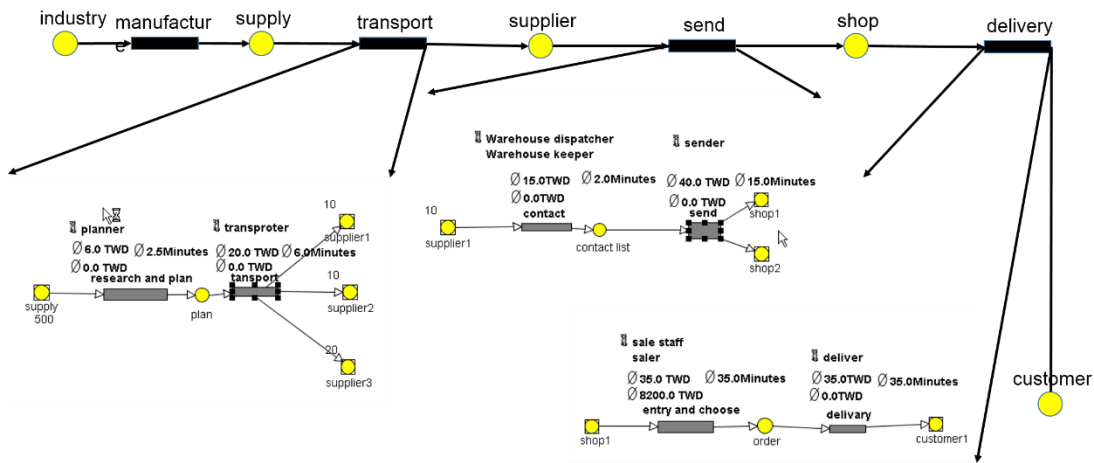 industry
manufactur
e
supply
transport
supplier
send
shop
delivery
planner
Ø 6.0 TWD Ø 2.5Minutes
Ø 0.0 TWD
research and plan
supply
500
plan
transproter
Ø 20.0 TWD Ø 6.0Minutes
Ø 0.0 TWD
tansport
10
supplier1
10
supplier2
20
supplier3
Warehouse dispatcher
Warehouse keeper
Ø 15.0TWD Ø 2.0Minutes
Ø 0.0TWD
contact
10
supplier1
contact list
sender
Ø 40.0 TWD Ø 15.0Minutes
Ø 0.0 TWD
send
shop1
shop2
sale staff
saler
Ø 35.0 TWD Ø 35.0Minutes
Ø 8200.0 TWD
entry and choose
shop1
order
deliver
Ø 35.0TWD Ø 35.0Minutes
Ø 0.0TWD
delivary
customer1
customer